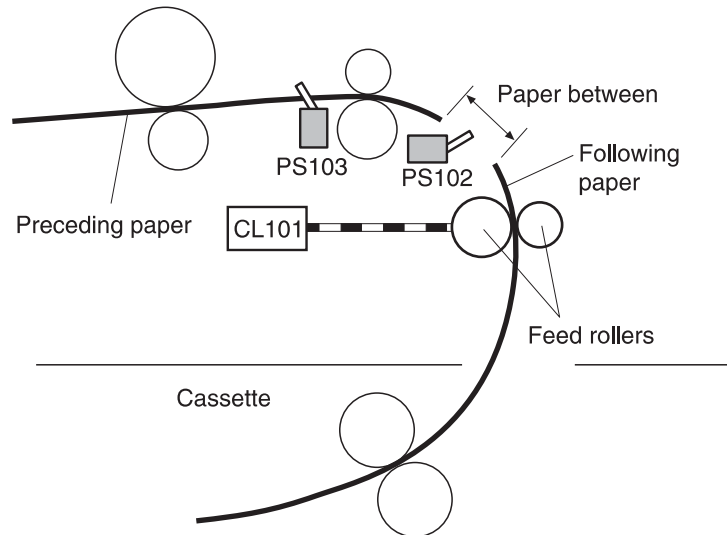 Paper between
PS103
PS102
Following
paper
Preceding paper
CL101
Feed rollers
Cassette